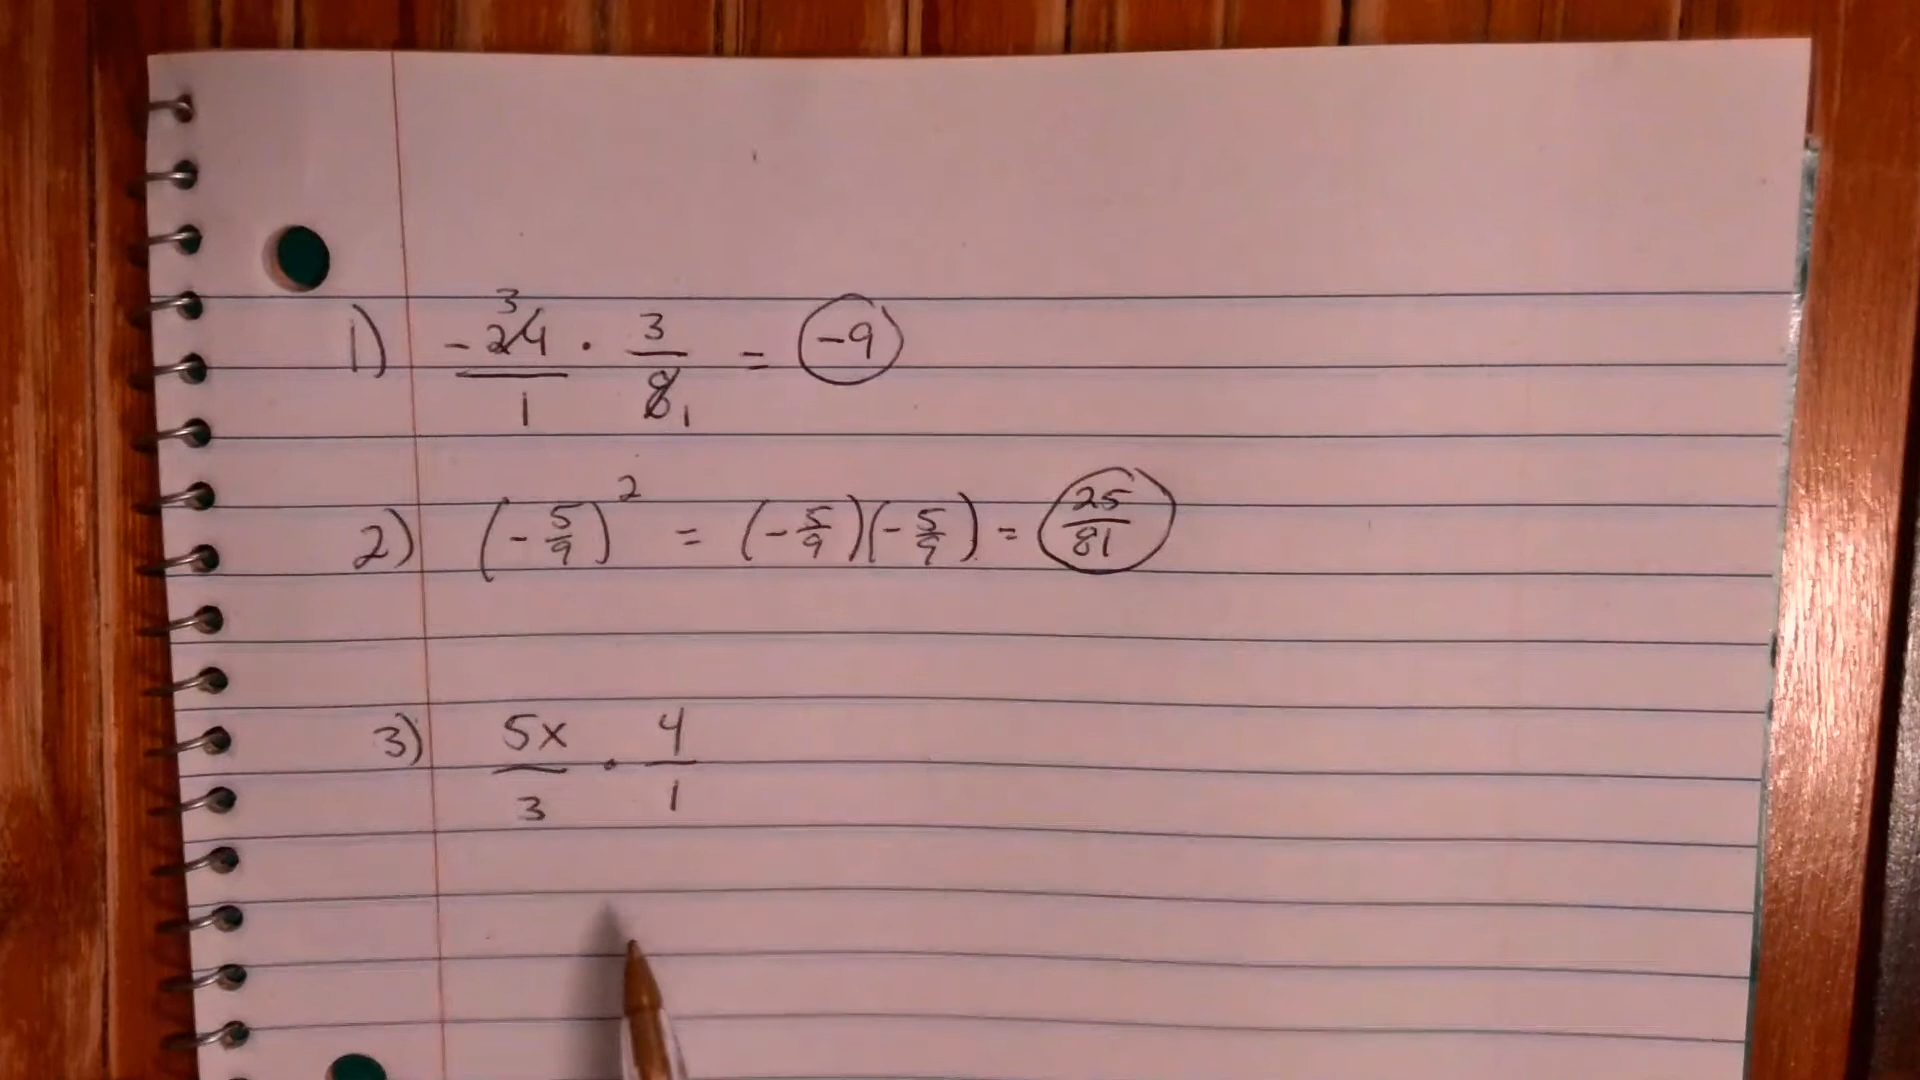 1) -24/1 3 · 3/8 1 = -9
2) (-5/9)^2 = (-5/9)(-5/9) = 25/81
3) 5x/3 · 4/1